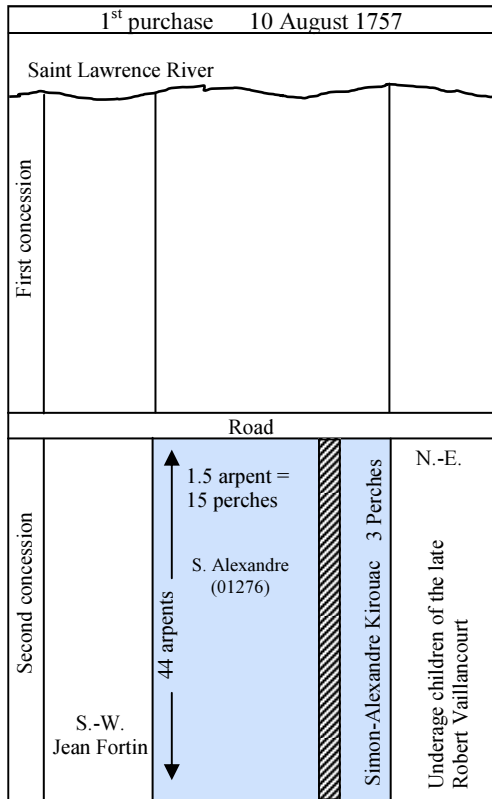 1st purchase 10 August 1757
Saint Lawrence River
First concession
Road
Second concession
S.-W.
Jean Fortin
44 arpents
1.5 arpent =
15 perches
S. Alexandre
(01276)
Simon-Alexandre Kirouac 3 Perches
N.-E.
Underage children of the late
Robert Vaillancourt